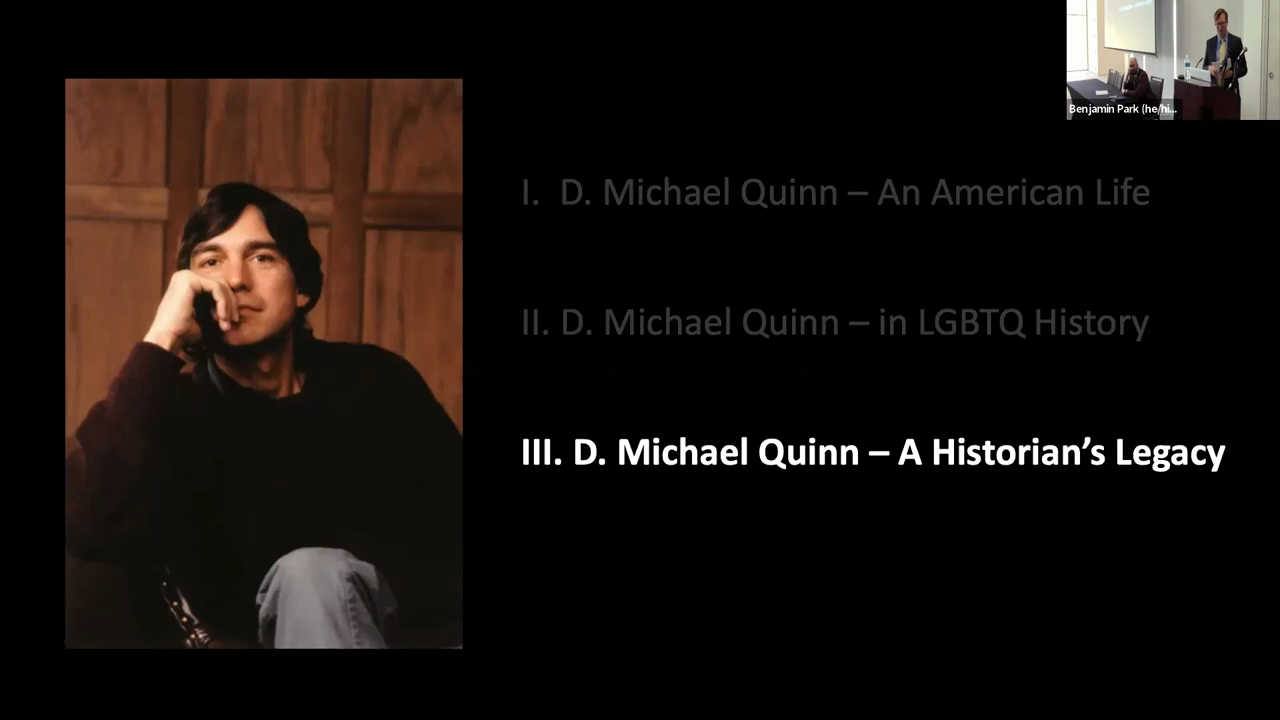 Benjamin Park (he/hi...
I. D. Michael Quinn – An American Life
II. D. Michael Quinn – in LGBTQ History
III. D. Michael Quinn – A Historian's Legacy